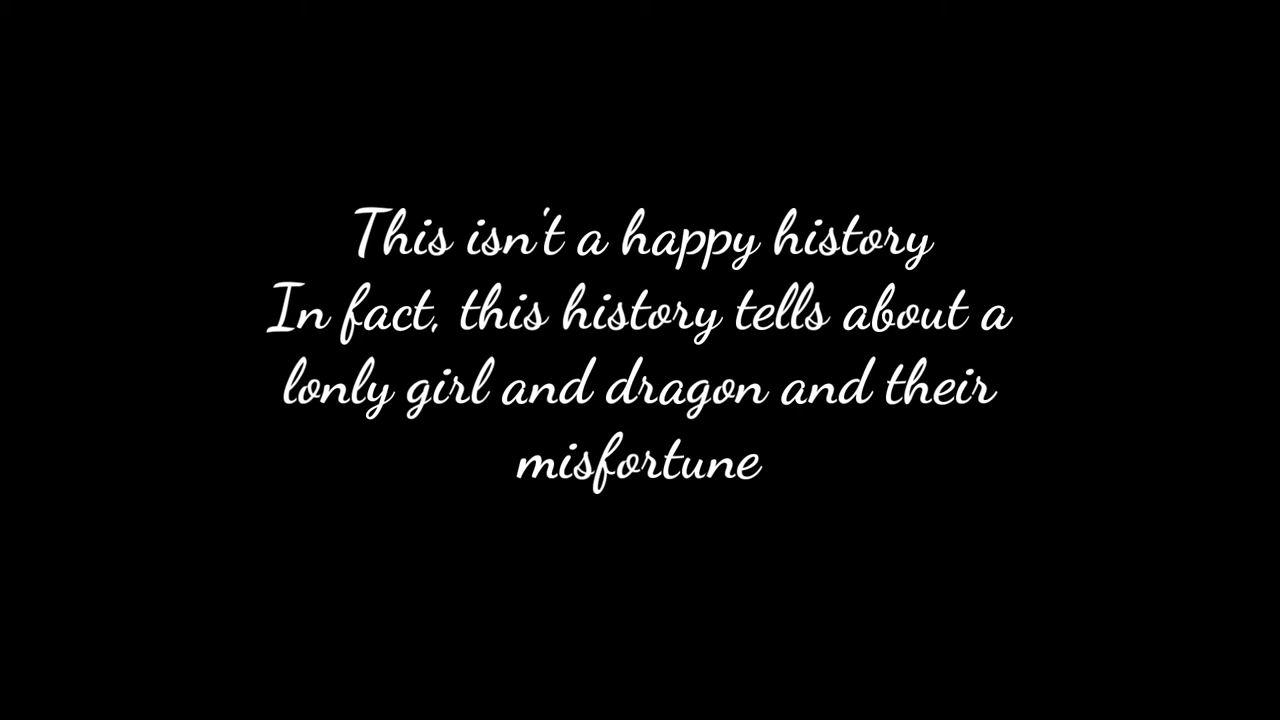 This isn't a happy history
In fact, this history tells about a
lonly girl and dragon and their
misfortune